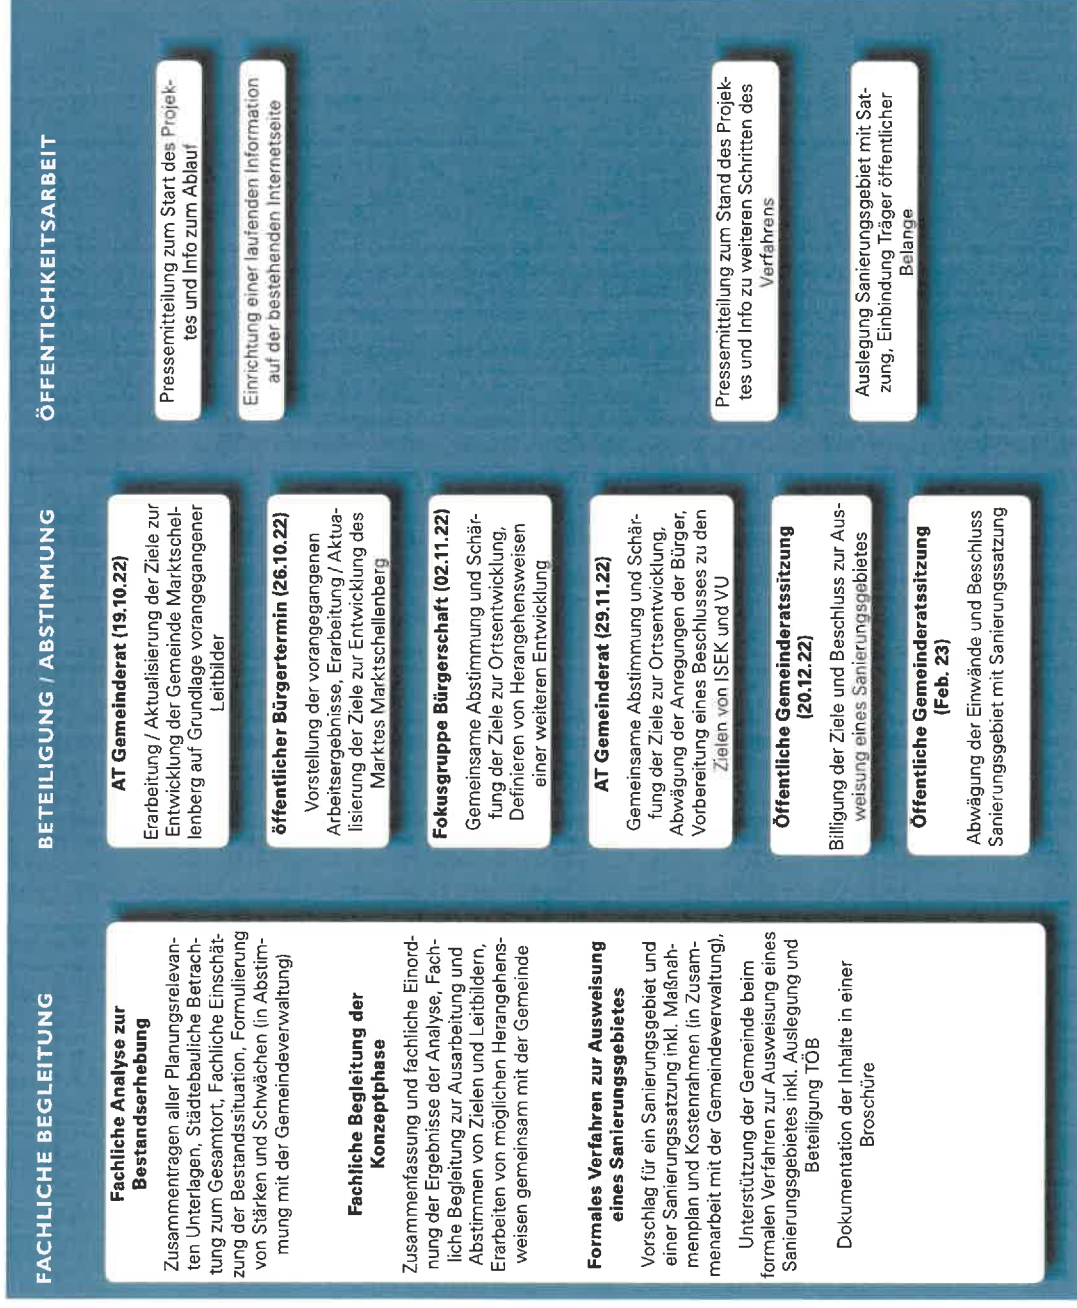 FACHLICHE BEGLEITUNG
Fachliche Analyse zur
Bestandserhebung
Zusammentragen aller Planungsrelevan-
ten Unterlagen, Städtebauliche Betrach-
tung zum Gesamtort, Fachliche Einschät-
zung der Bestandssituation, Formulierung
von Stärken und Schwächen (in Abstim-
mung mit der Gemeindeverwaltung)
Fachliche Begleitung der
Konzeptphase
Zusammenfassung und fachliche Einord-
nung der Ergebnisse der Analyse, Fach-
liche Begleitung zur Ausarbeitung und
Abstimmen von Zielen und Leitbildern,
Erarbeiten von möglichen Herangehens-
weisen gemeinsam mit der Gemeinde
Formales Verfahren zur Ausweisung
eines Sanierungsgebietes
Vorschlag für ein Sanierungsgebiet und
einer Sanierungssatzung inkl. Maßnah-
menplan und Kostenrahmen (in Zusam-
menarbeit mit der Gemeindeverwaltung),
Unterstützung der Gemeinde beim
formalen Verfahren zur Ausweisung eines
Sanierungsgebietes inkl. Auslegung und
Beteiligung TÖB
Dokumentation der Inhalte in einer
Broschüre
BETEILIGUNG / ABSTIMMUNG
AT Gemeinderat (19.10.22)
Erarbeitung / Aktualisierung der Ziele zur
Entwicklung der Gemeinde Marktschel-
lenberg auf Grundlage vorangegangener
Leitbilder
öffentlicher Bürgertermin (26.10.22)
Vorstellung der vorangegangenen
Arbeitsergebnisse, Erarbeitung / Aktua-
lisierung der Ziele zur Entwicklung des
Marktes Marktschellenberg
Fokusgruppe Bürgerschaft (02.11.22)
Gemeinsame Abstimmung und Schär-
fung der Ziele zur Ortsentwicklung,
Definieren von Herangehensweisen
einer weiteren Entwicklung
AT Gemeinderat (29.11.22)
Gemeinsame Abstimmung und Schär-
fung der Ziele zur Ortsentwicklung,
Abwägung der Anregungen der Bürger,
Vorbereitung eines Beschlusses zu den
Zielen von ISEK und VU
Öffentliche Gemeinderatssitzung
(20.12.22)
Billigung der Ziele und Beschluss zur Aus-
weisung eines Sanierungsgebietes
Öffentliche Gemeinderatssitzung
(Feb. 23)
Abwägung der Einwände und Beschluss
Sanierungsgebiet mit Sanierungssatzung
ÖFFENTICHKEITSARBEIT
Pressemitteilung zum Start des Projek-
tes und Info zum Ablauf
Einrichtung einer laufenden Information
auf der bestehenden Internetseite
Pressemitteilung zum Stand des Projek-
tes und Info zu weiteren Schritten des
Verfahrens
Auslegung Sanierungsgebiet mit Sat-
zung, Einbindung Träger öffentlicher
Belange